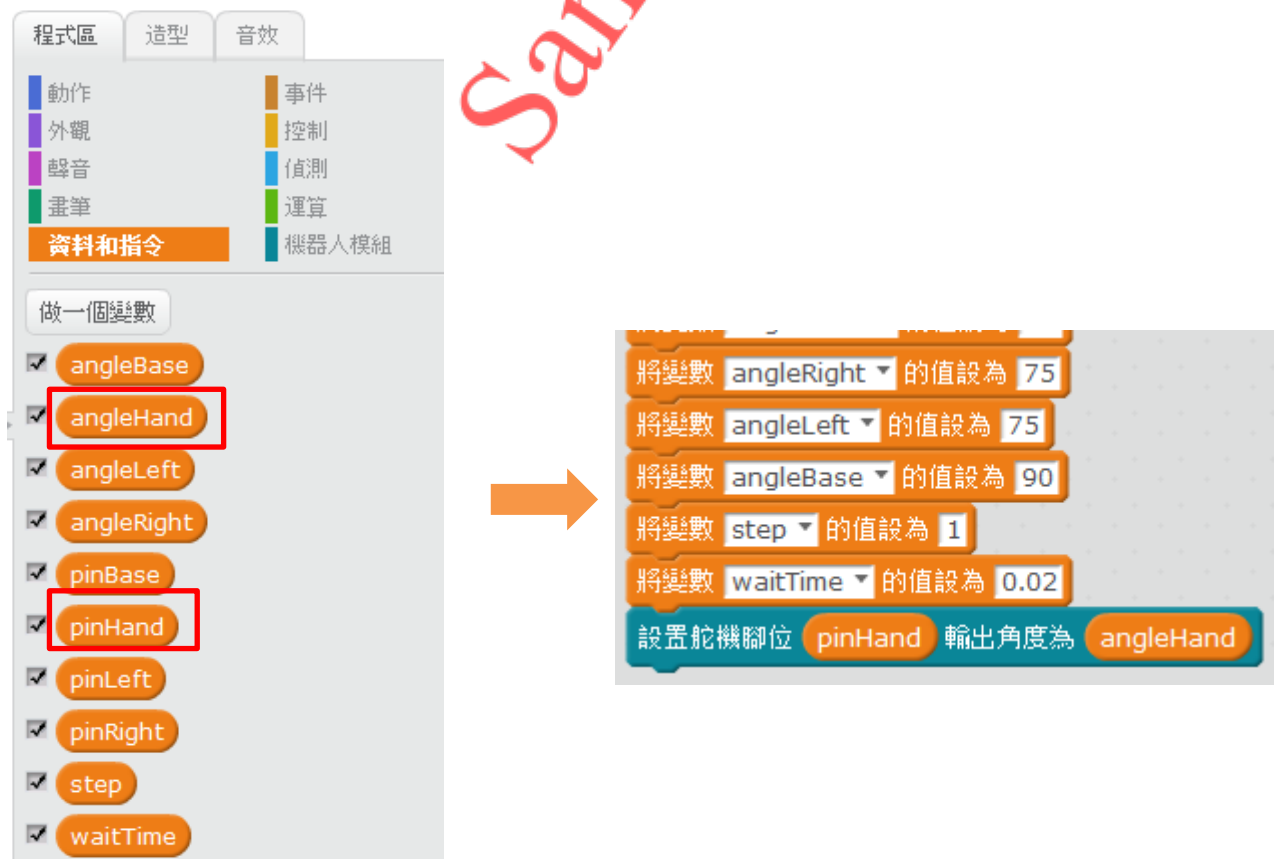 程式區 造型 音效
動作 事件
外觀 控制
聲音 偵測
畫筆 運算
資料和指令 機器人模組
做一個變數
angleBase
angleHand
angleLeft
angleRight
pinBase
pinHand
pinLeft
pinRight
step
waitTime
San
將變數 angleRight 的值設為 75
將變數 angleLeft 的值設為 75
將變數 angleBase 的值設為 90
將變數 step 的值設為 1
將變數 waitTime 的值設為 0.02
設置舵機腳位 pinHand 輸出角度為 angleHand